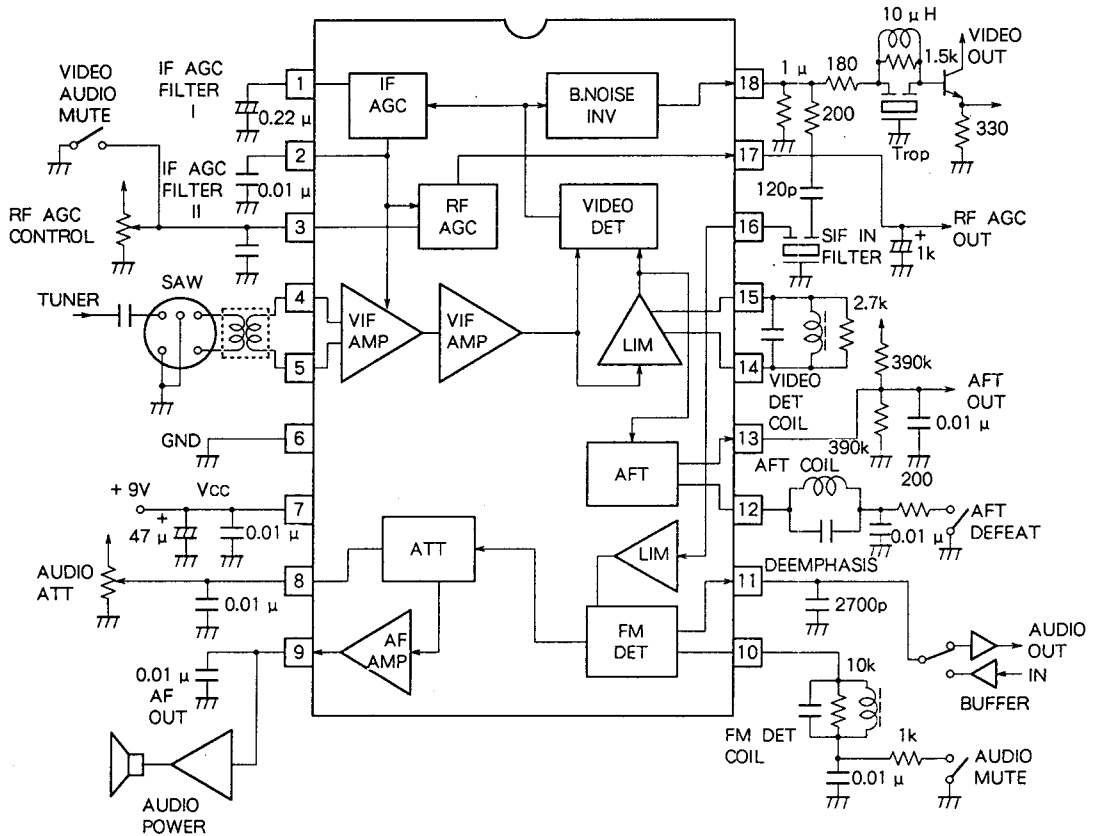 VIDEO
AUDIO
MUTE
IF AGC
FILTER
I
0.22 μ
IF AGC
FILTER
II
0.01 μ
RF AGC
CONTROL
TUNER
SAW
GND
+ 9V
VCC
+
47 μ
0.01 μ
AUDIO
ATT
0.01 μ
0.01 μ
AF
OUT
AUDIO
POWER
1
2
3
4
5
6
7
8
9
IF
AGC
B.NOISE
INV
RF
AGC
VIDEO
DET
VIF
AMP
VIF
AMP
LIM
AFT
ATT
LIM
AF
AMP
FM
DET
18
17
16
15
14
13
12
11
10
10 μ H
VIDEO
OUT
1 μ
180
1.5k
200
330
Trop
120p
SIF IN
FILTER
+
1k
RF AGC
OUT
2.7k
VIDEO
DET
COIL
390k
AFT
OUT
0.01 μ
390k
200
AFT COIL
0.01 μ
AFT
DEFEAT
DEEMPHASIS
2700p
AUDIO
OUT
IN
BUFFER
10k
FM DET
COIL
1k
0.01 μ
AUDIO
MUTE